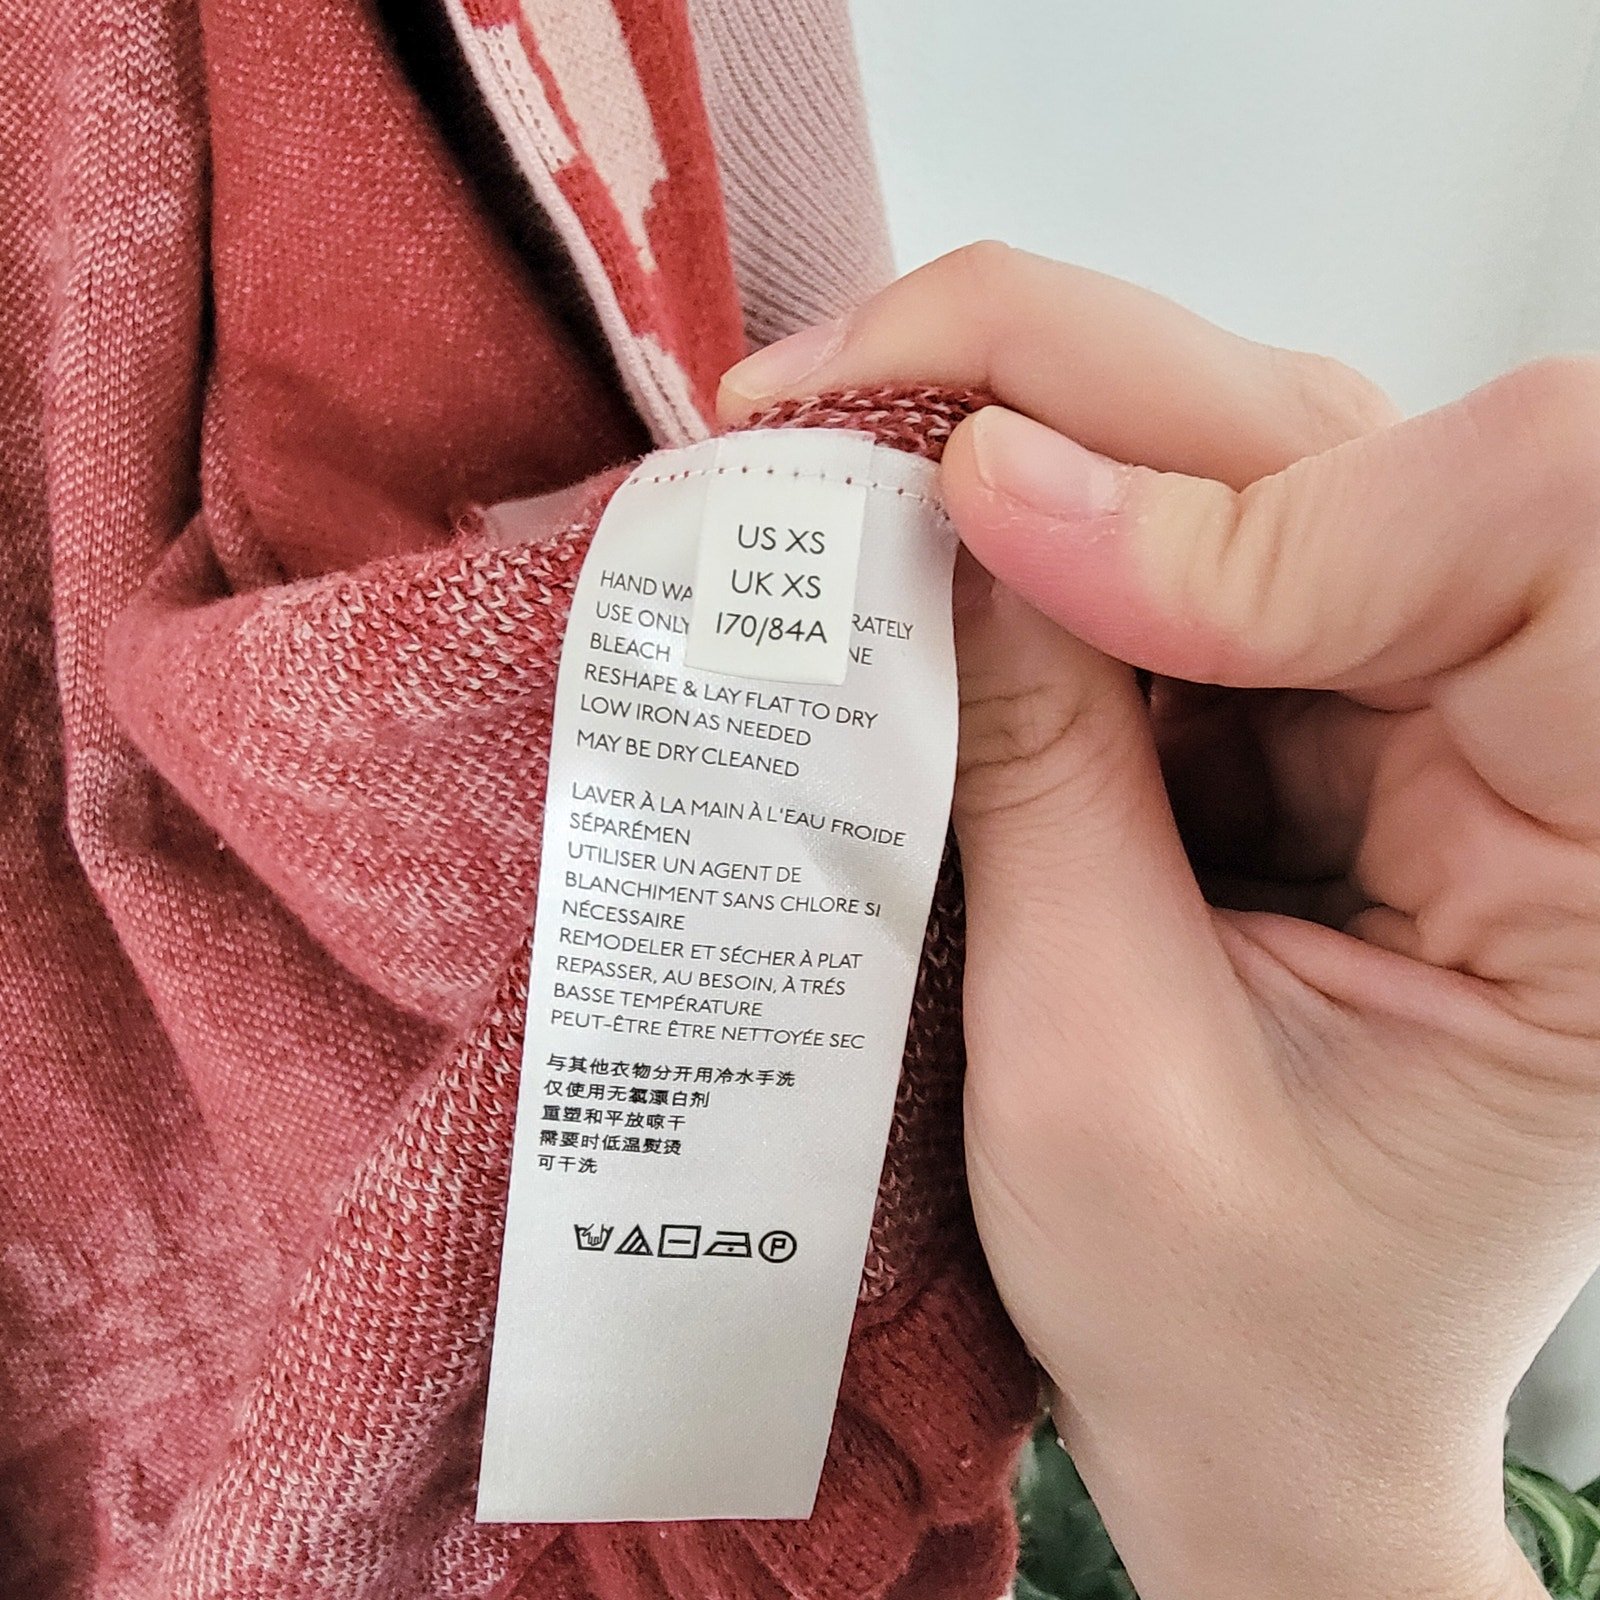 US XS
UK XS
170/84A
HAND WA RATELY
USE ONLY NE
BLEACH
RESHAPE & LAY FLAT TO DRY
LOW IRON AS NEEDED
MAY BE DRY CLEANED
LAVER À LA MAIN À L'EAU FROIDE
SÉPARÉMEN
UTILISER UN AGENT DE
BLANCHIMENT SANS CHLORE SI
NÉCESSAIRE
REMODELER ET SÉCHER À PLAT
REPASSER, AU BESOIN, À TRÉS
BASSE TEMPÉRATURE
PEUT-ÊTRE ÊTRE NETTOYÉE SEC
与其他衣物分开用冷水手洗
仅使用无氯漂白剂
重塑和平放晾干
需要时低温熨烫
可干洗
P